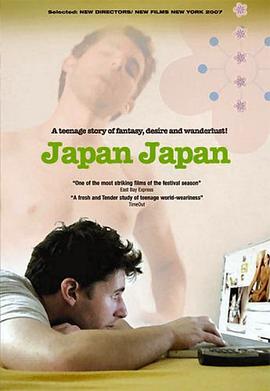 Selected: NEW DIRECTORS/ NEW FILMS NEW YORK 2007
A teenage story of fantasy, desire and wanderlust!
Japan Japan
"One of the most striking films of the festival season"
East Bay Express
"A fresh and Tender study of teenage world-weariness"
TimeOut